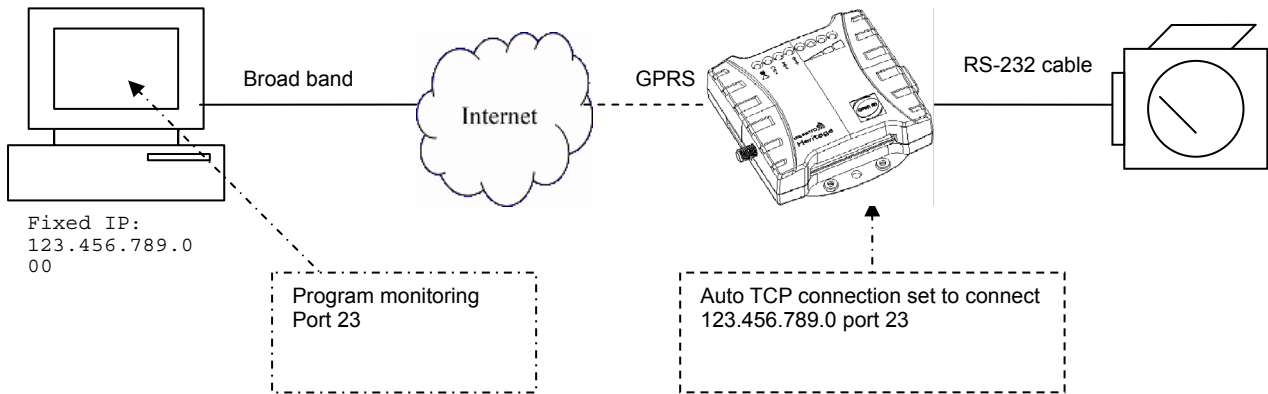 Broad band
Internet
GPRS
RS-232 cable
Heritage
Fixed IP:
123.456.789.0
00
Program monitoring
Port 23
Auto TCP connection set to connect
123.456.789.0 port 23